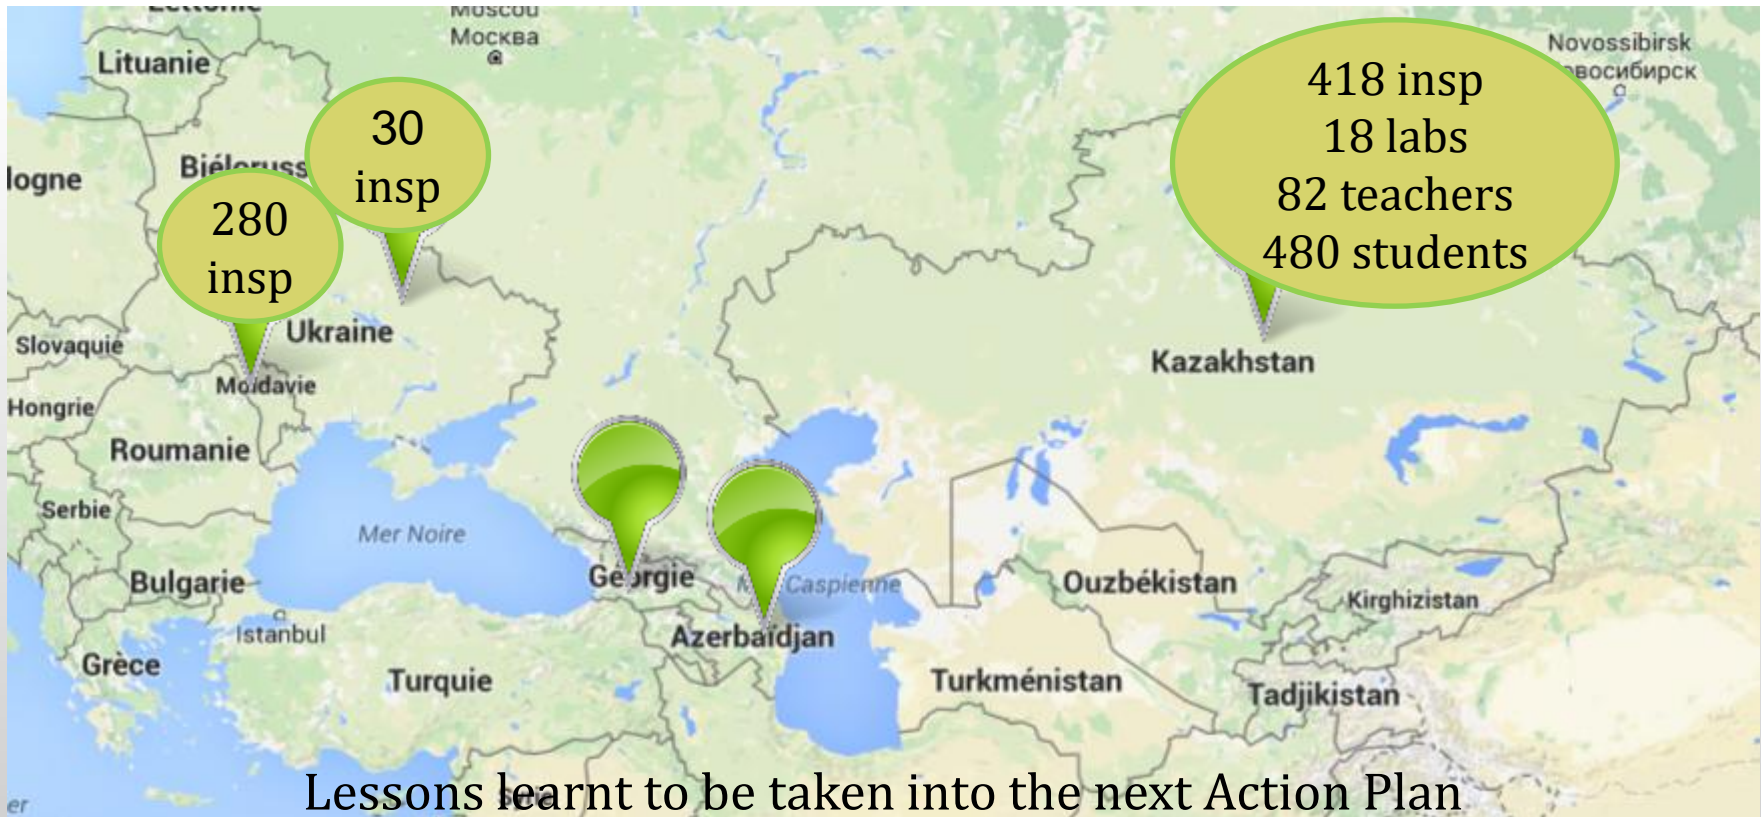 Moscou
Москва
Lituanie
Novossibirsk
30
insp
418 insp
18 labs
82 teachers
480 students
280
insp
Ukraine
Slovaquie
Moldavie
Hongrie
Roumanie
Kazakhstan
Serbie
Mer Noire
Bulgarie
Géorgie
Caspienne
Ouzbékistan
Kirghizistan
Istanbul
Azerbaïdjan
Grèce
Turquie
Turkménistan
Tadjikistan
Lessons learnt to be taken into the next Action Plan